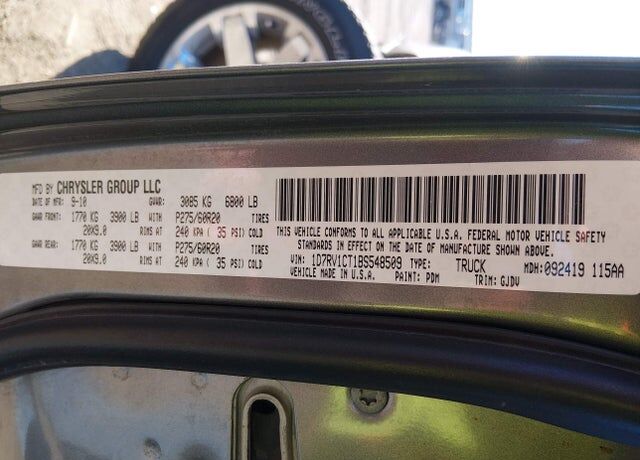 MFD BY CHRYSLER GROUP LLC
DATE OF MFR: 9-10 GVWR: 3085 KG 6800 LB
GAWR FRONT: 1770 KG 3900 LB WITH P275/60R20 TIRES
20X9.0 RIMS AT 240 KPA ( 35 PSI) COLD
GAWR REAR: 1770 KG 3900 LB WITH P275/60R20 TIRES
20X9.0 RIMS AT 240 KPA ( 35 PSI) COLD
THIS VEHICLE CONFORMS TO ALL APPLICABLE U.S.A. FEDERAL MOTOR VEHICLE SAFETY
STANDARDS IN EFFECT ON THE DATE OF MANUFACTURE SHOWN ABOVE.
VIN: 1D7RV1CT1BS548509 TYPE: TRUCK MDH: 092419 115AA
VEHICLE MADE IN U.S.A. PAINT: PDM TRIM: GJDV